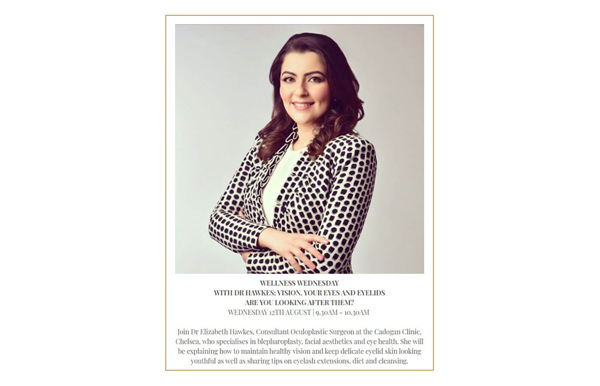 WELLNESS WEDNESDAY
WITH DR HAWKES: VISION, YOUR EYES AND EYELIDS
ARE YOU LOOKING AFTER THEM?
WEDNESDAY 12TH AUGUST | 9.30AM - 10.30AM
Join Dr Elizabeth Hawkes, Consultant Oculoplastic Surgeon at the Cadogan Clinic,
Chelsea, who specialises in blepharoplasty, facial aesthetics and eye health. She will
be explaining how to maintain healthy vision and keep delicate eyelid skin looking
youthful as well as sharing tips on eyelash extensions, diet and cleansing.